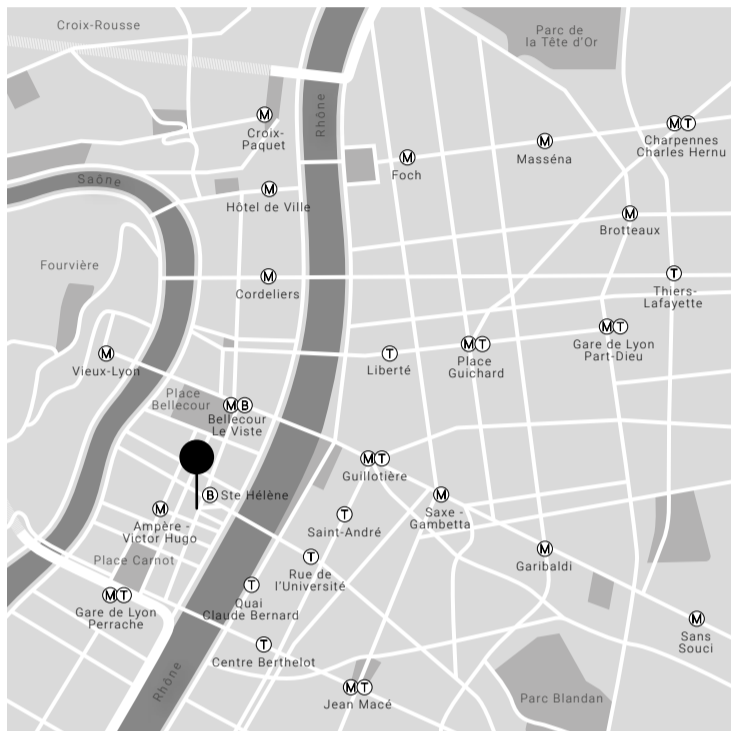 Croix-Rousse
Parc de
la Tête d'Or
Rhône
M
Croix-
Paquet
M T
Charpennes
Charles Hernu
M
Masséna
M
Foch
Saône
M
Hôtel de Ville
M
Brotteaux
Fourvière
M
Cordeliers
T
Thiers-
Lafayette
M T
Gare de Lyon
Part-Dieu
M
Vieux-Lyon
T
Liberté
M T
Place
Guichard
Place
Bellecour
M B
Bellecour
Le Viste
M T
Guillotière
B Ste Hélène
M
Ampère -
Victor Hugo
M
Saxe -
Gambetta
T
Saint-André
Place Carnot
T
Rue de
l'Université
M
Garibaldi
M T
Gare de Lyon
Perrache
T
Quai
Claude Bernard
M
Sans
Souci
T
Centre Berthelot
Rhône
M T
Jean Macé
Parc Blandan